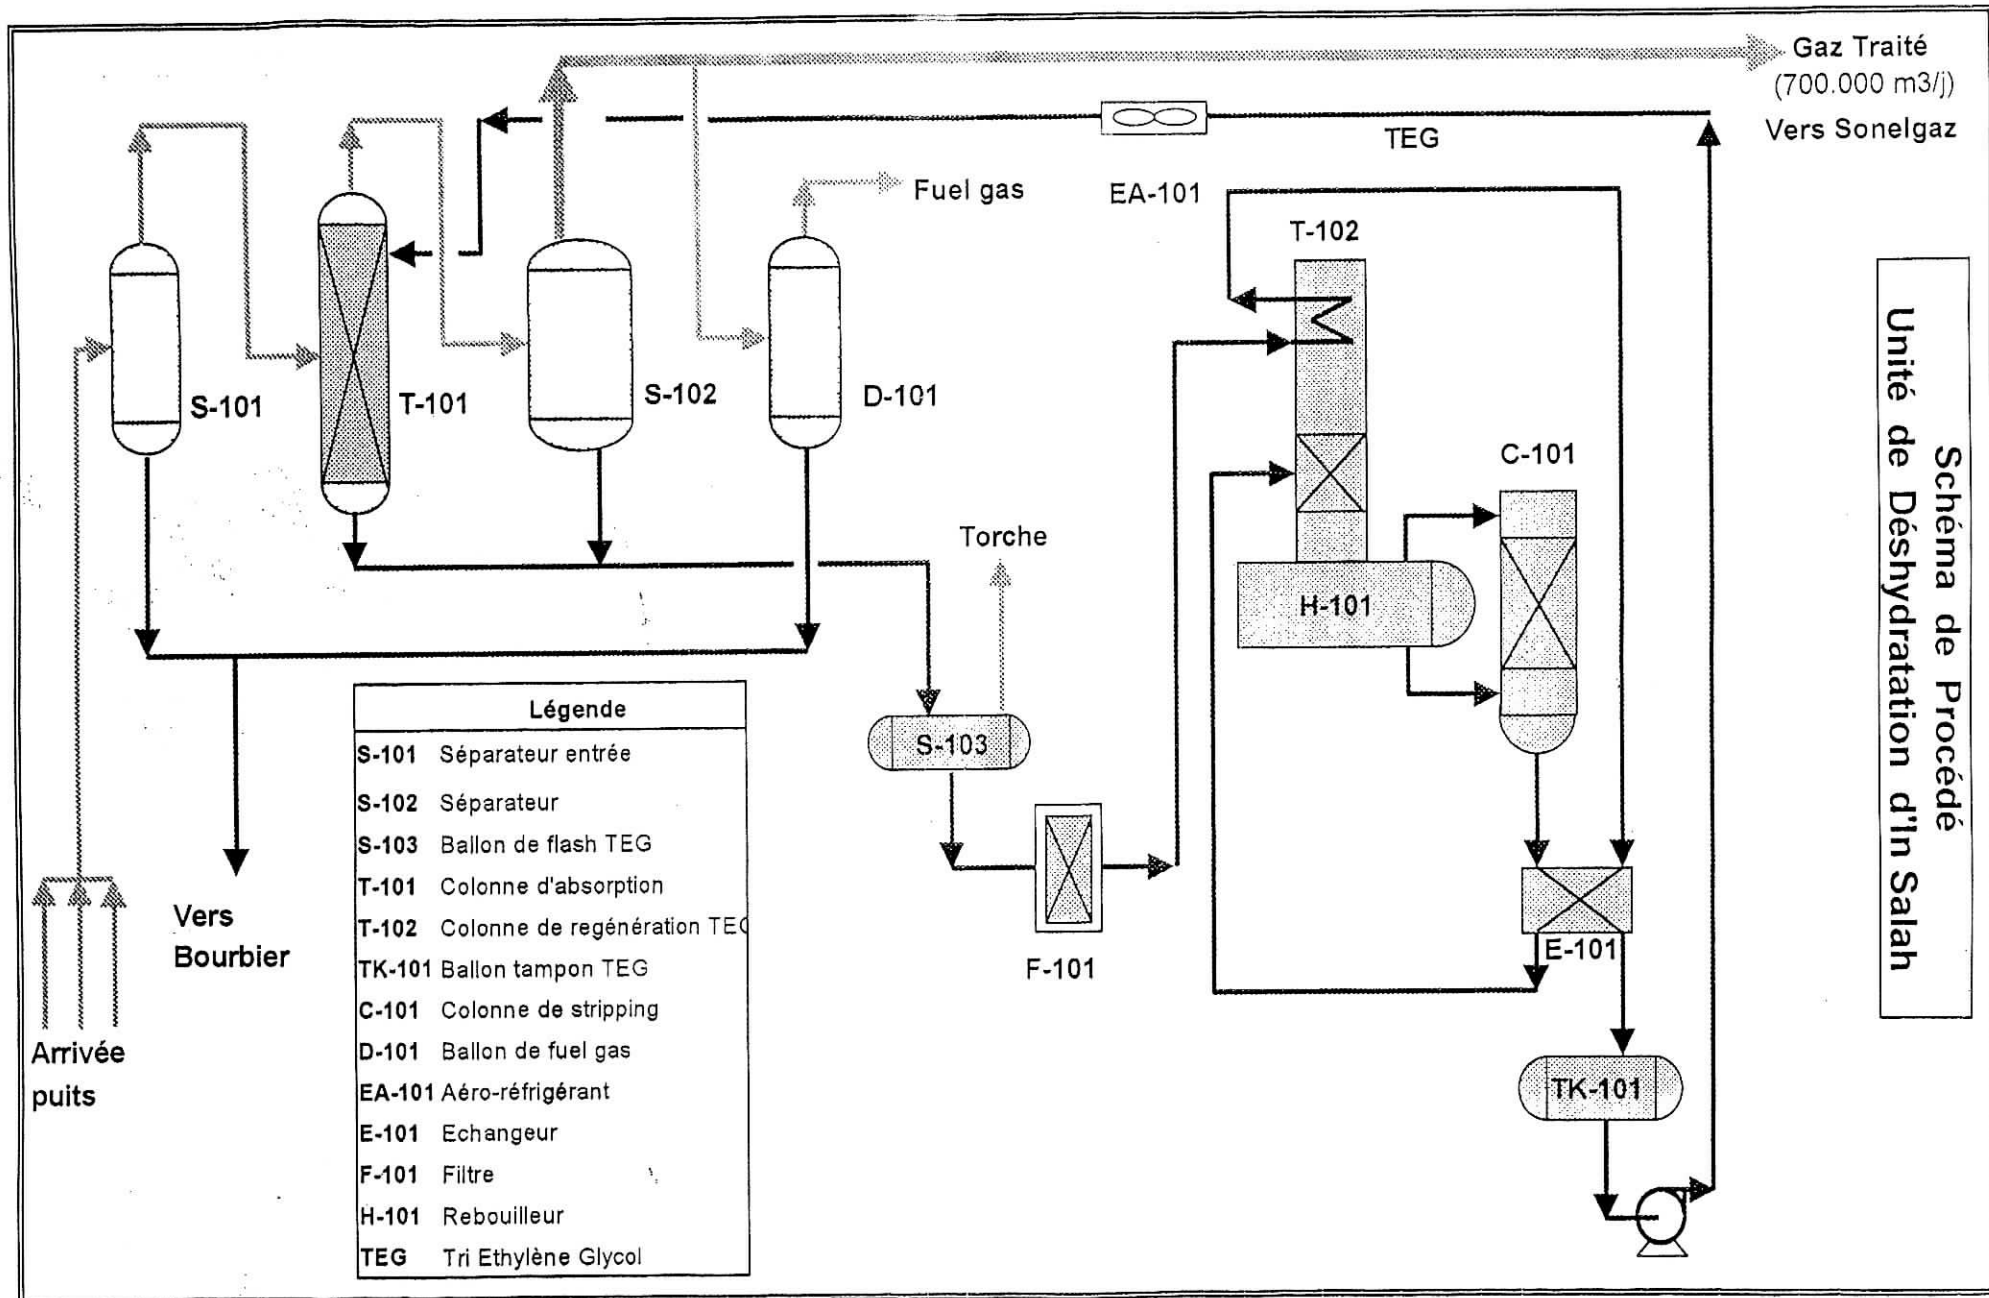 Gaz Traité
(700.000 m3/j)
Vers Sonelgaz
TEG
Fuel gas
EA-101
T-102
S-101
T-101
S-102
D-101
C-101
Torche
H-101
S-103
Vers
Bourbier
F-101
E-101
Arrivée
puits
TK-101
Légende
S-101 Séparateur entrée
S-102 Séparateur
S-103 Ballon de flash TEG
T-101 Colonne d'absorption
T-102 Colonne de regénération TEG
TK-101 Ballon tampon TEG
C-101 Colonne de stripping
D-101 Ballon de fuel gas
EA-101 Aéro-réfrigérant
E-101 Echangeur
F-101 Filtre
H-101 Rebouilleur
TEG Tri Ethylène Glycol
Schéma de Procédé
Unité de Déshydratation d'In Salah